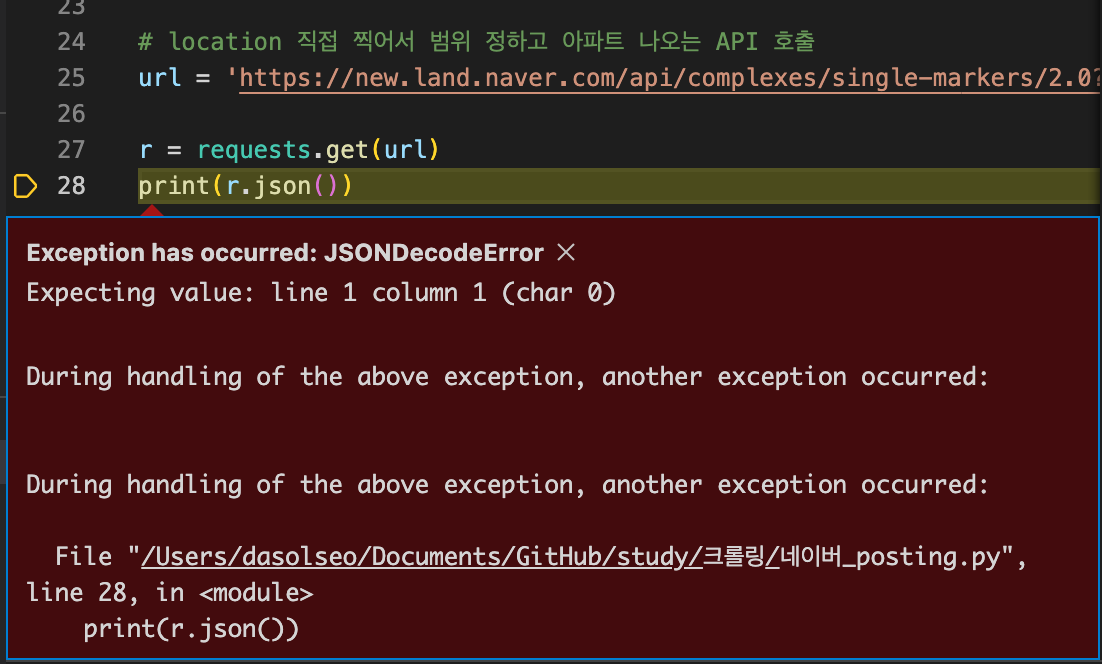 23
24 # location 직접 찍어서 범위 정하고 아파트 나오는 API 호출
25 url = 'https://new.land.naver.com/api/complexes/single-markers/2.0?
26
27 r = requests.get(url)
28 print(r.json())
Exception has occurred: JSONDecodeError ×
Expecting value: line 1 column 1 (char 0)
During handling of the above exception, another exception occurred:
During handling of the above exception, another exception occurred:
File "/Users/dasolseo/Documents/GitHub/study/크롤링/네이버_posting.py",
line 28, in <module>
print(r.json())